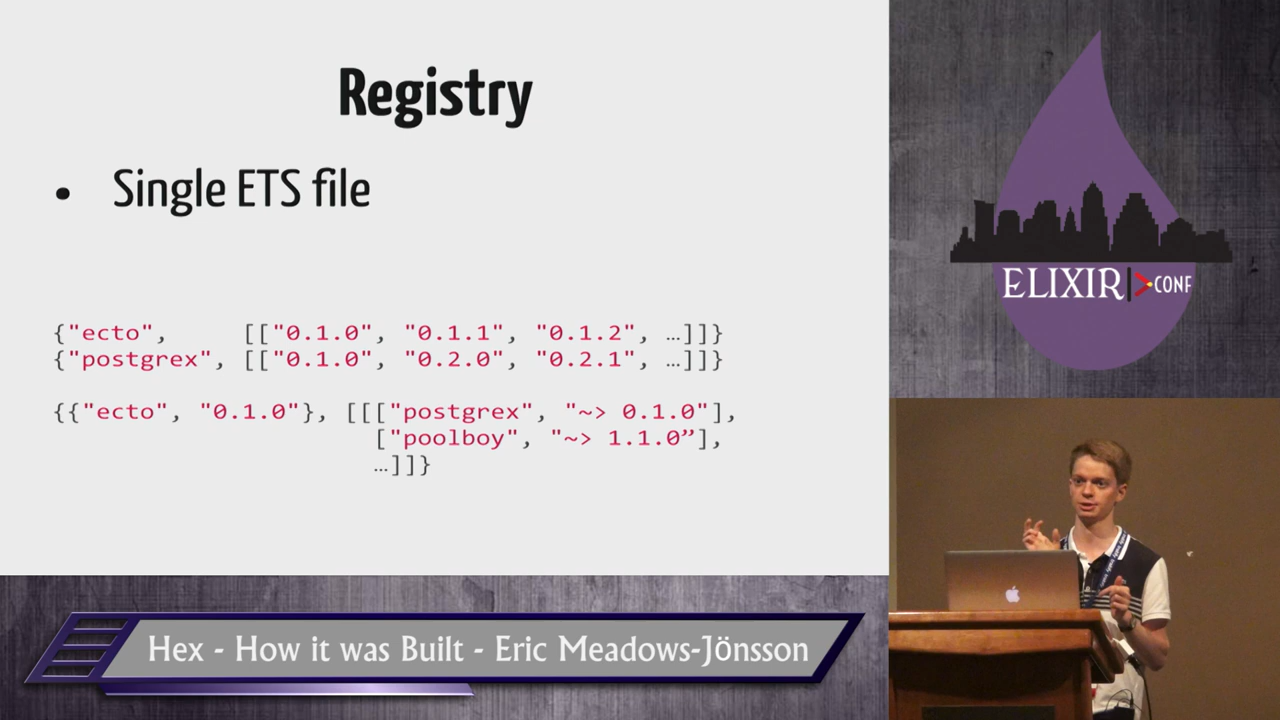 Registry
• Single ETS file
{"ecto",     [["0.1.0", "0.1.1", "0.1.2", …]]}
{"postgrex", [["0.1.0", "0.2.0", "0.2.1", …]]}
{{"ecto", "0.1.0"}, [[["postgrex", "~> 0.1.0"],
["poolboy", "~> 1.1.0”],
…]]}
ELIXIR|>CONF
Hex - How it was Built - Eric Meadows-Jönsson